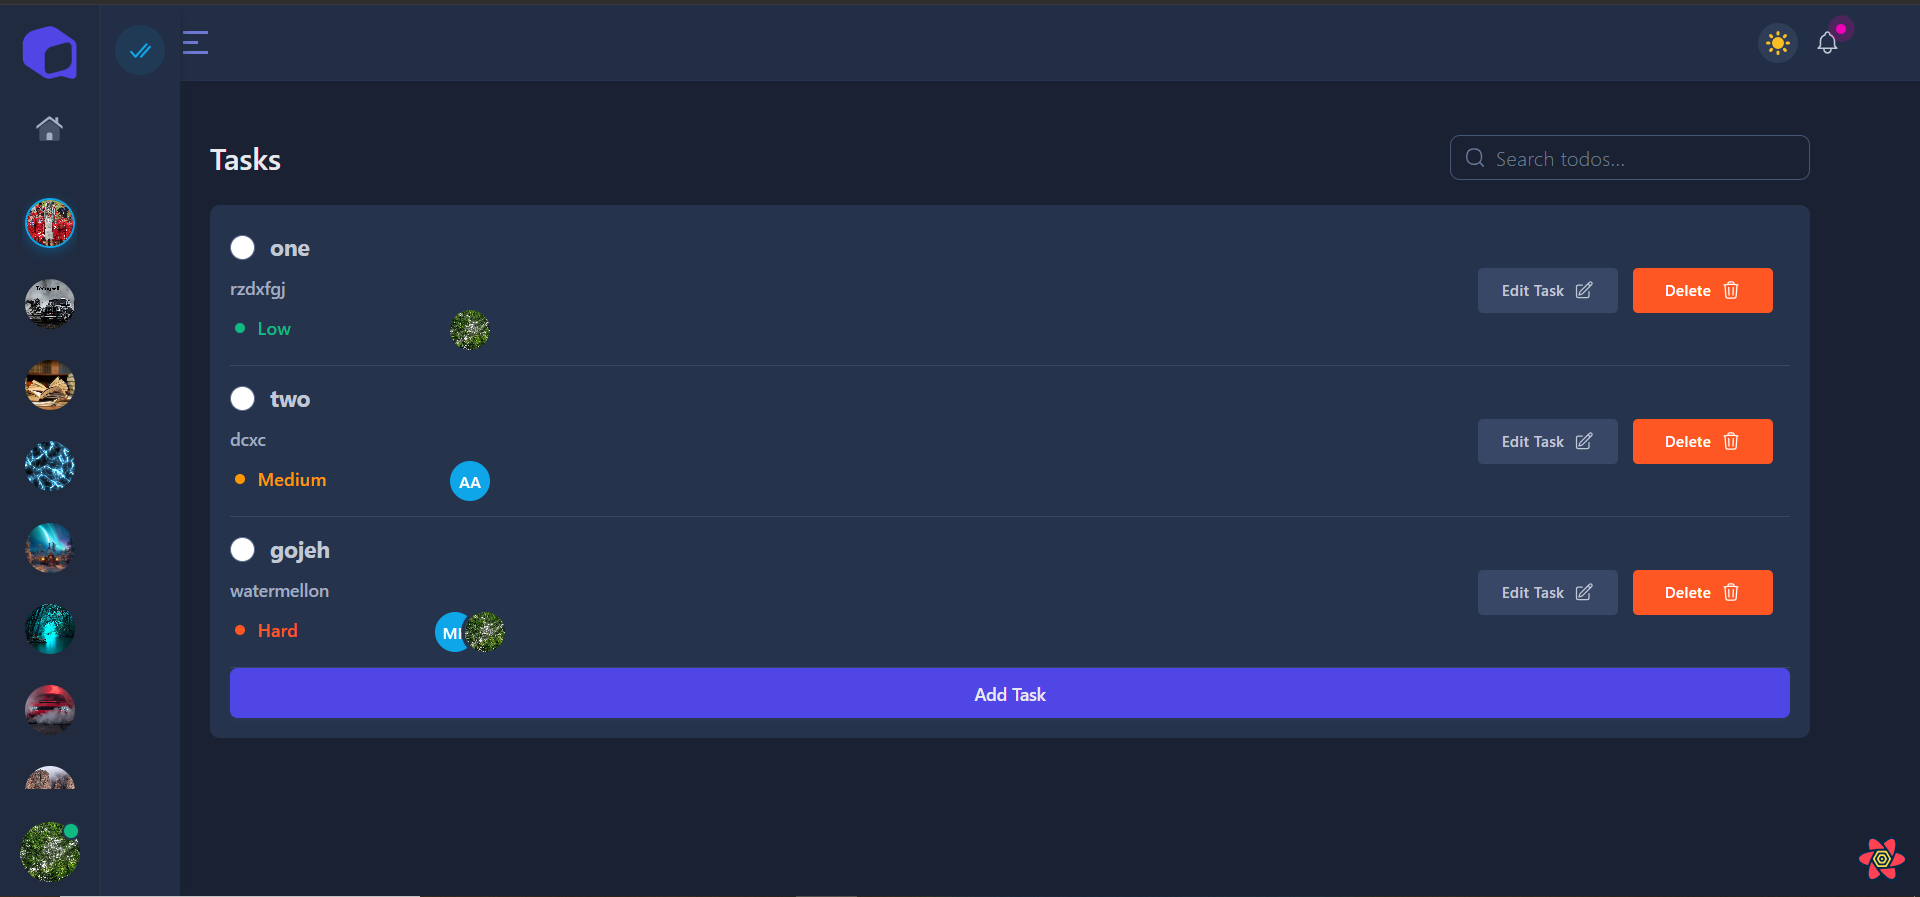 Tasks
Search todos...
one
rzdxfgj
Low
Edit Task
Delete
two
dcxc
Medium
AA
Edit Task
Delete
gojeh
watermellon
Hard
Edit Task
Delete
Add Task